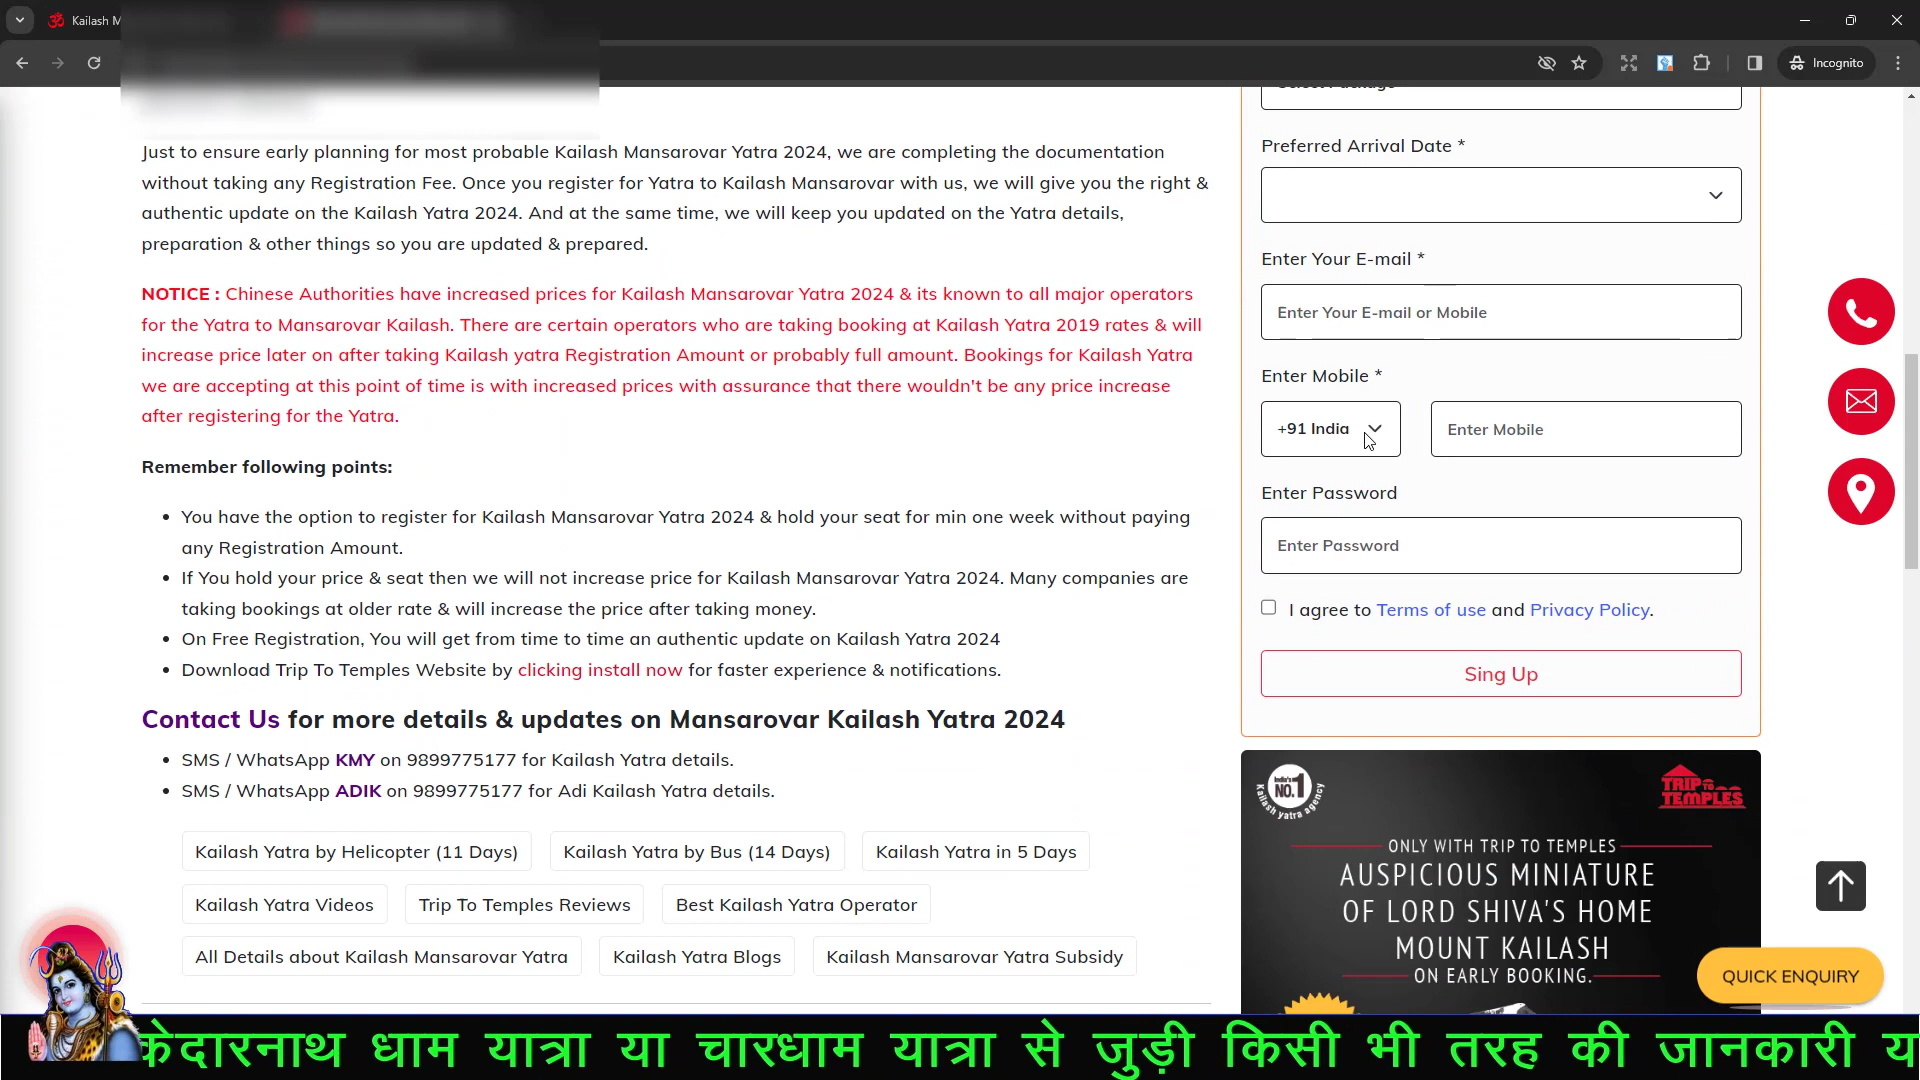 Kailash M
Incognito
Just to ensure early planning for most probable Kailash Mansarovar Yatra 2024, we are completing the documentation
without taking any Registration Fee. Once you register for Yatra to Kailash Mansarovar with us, we will give you the right &
authentic update on the Kailash Yatra 2024. And at the same time, we will keep you updated on the Yatra details,
preparation & other things so you are updated & prepared.
NOTICE : Chinese Authorities have increased prices for Kailash Mansarovar Yatra 2024 & its known to all major operators
for the Yatra to Mansarovar Kailash. There are certain operators who are taking booking at Kailash Yatra 2019 rates & will
increase price later on after taking Kailash yatra Registration Amount or probably full amount. Bookings for Kailash Yatra
we are accepting at this point of time is with increased prices with assurance that there wouldn't be any price increase
after registering for the Yatra.
Remember following points:
• You have the option to register for Kailash Mansarovar Yatra 2024 & hold your seat for min one week without paying
any Registration Amount.
• If You hold your price & seat then we will not increase price for Kailash Mansarovar Yatra 2024. Many companies are
taking bookings at older rate & will increase the price after taking money.
• On Free Registration, You will get from time to time an authentic update on Kailash Yatra 2024
• Download Trip To Temples Website by clicking install now for faster experience & notifications.
Contact Us for more details & updates on Mansarovar Kailash Yatra 2024
• SMS / WhatsApp KMY on 9899775177 for Kailash Yatra details.
• SMS / WhatsApp ADIK on 9899775177 for Adi Kailash Yatra details.
Kailash Yatra by Helicopter (11 Days)
Kailash Yatra by Bus (14 Days)
Kailash Yatra in 5 Days
Kailash Yatra Videos
Trip To Temples Reviews
Best Kailash Yatra Operator
All Details about Kailash Mansarovar Yatra
Kailash Yatra Blogs
Kailash Mansarovar Yatra Subsidy
Select Package
Preferred Arrival Date *
Enter Your E-mail *
Enter Your E-mail or Mobile
Enter Mobile *
+91 India
Enter Mobile
Enter Password
Enter Password
I agree to Terms of use and Privacy Policy.
Sing Up
India's
NO.1
Kailash yatra agency
TRIP TO
TEMPLES
ONLY WITH TRIP TO TEMPLES
AUSPICIOUS MINIATURE
OF LORD SHIVA'S HOME
MOUNT KAILASH
ON EARLY BOOKING.
QUICK ENQUIRY
केदारनाथ धाम यात्रा या चारधाम यात्रा से जुड़ी किसी भी तरह की जानकारी य